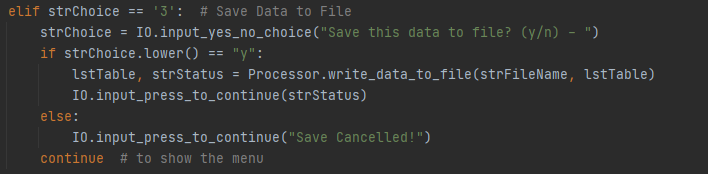 elif strChoice == '3':  # Save Data to File
    strChoice = IO.input_yes_no_choice("Save this data to file? (y/n) - ")
    if strChoice.lower() == "y":
        lstTable, strStatus = Processor.write_data_to_file(strFileName, lstTable)
        IO.input_press_to_continue(strStatus)
    else:
        IO.input_press_to_continue("Save Cancelled!")
    continue  # to show the menu